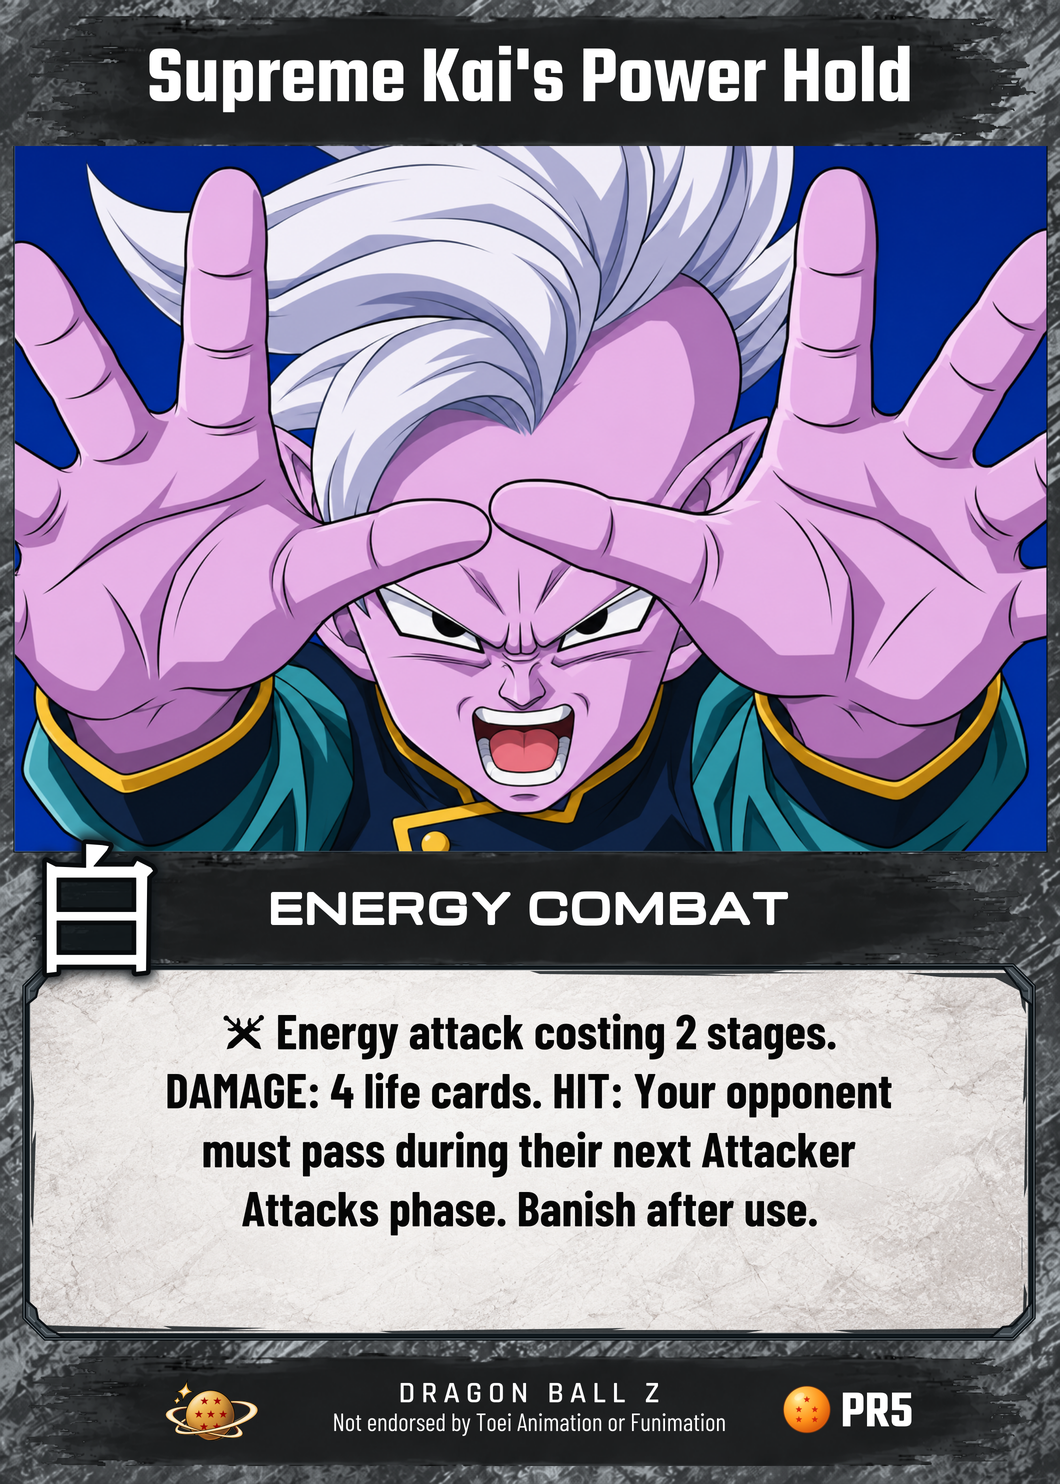 Supreme Kai's Power Hold
白
ENERGY COMBAT
Energy attack costing 2 stages.
DAMAGE: 4 life cards. HIT: Your opponent
must pass during their next Attacker
Attacks phase. Banish after use.
DRAGON BALL Z
Not endorsed by Toei Animation or Funimation
PR5